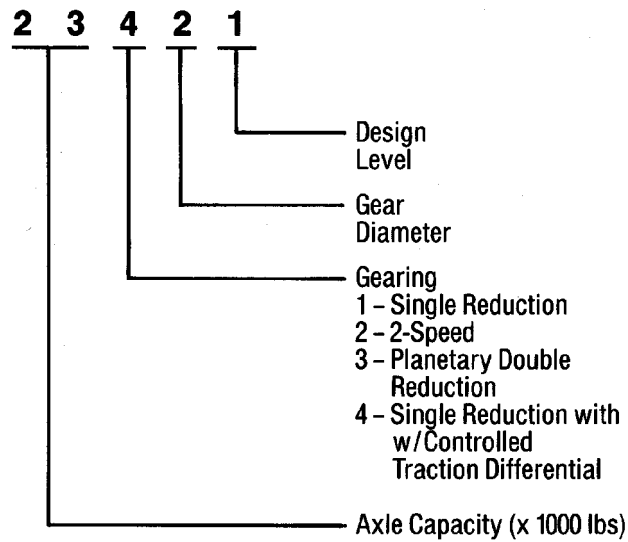 2 3 4 2 1
Design
Level
Gear
Diameter
Gearing
1 – Single Reduction
2 – 2-Speed
3 – Planetary Double
Reduction
4 – Single Reduction with
w/Controlled
Traction Differential
Axle Capacity (x 1000 lbs)